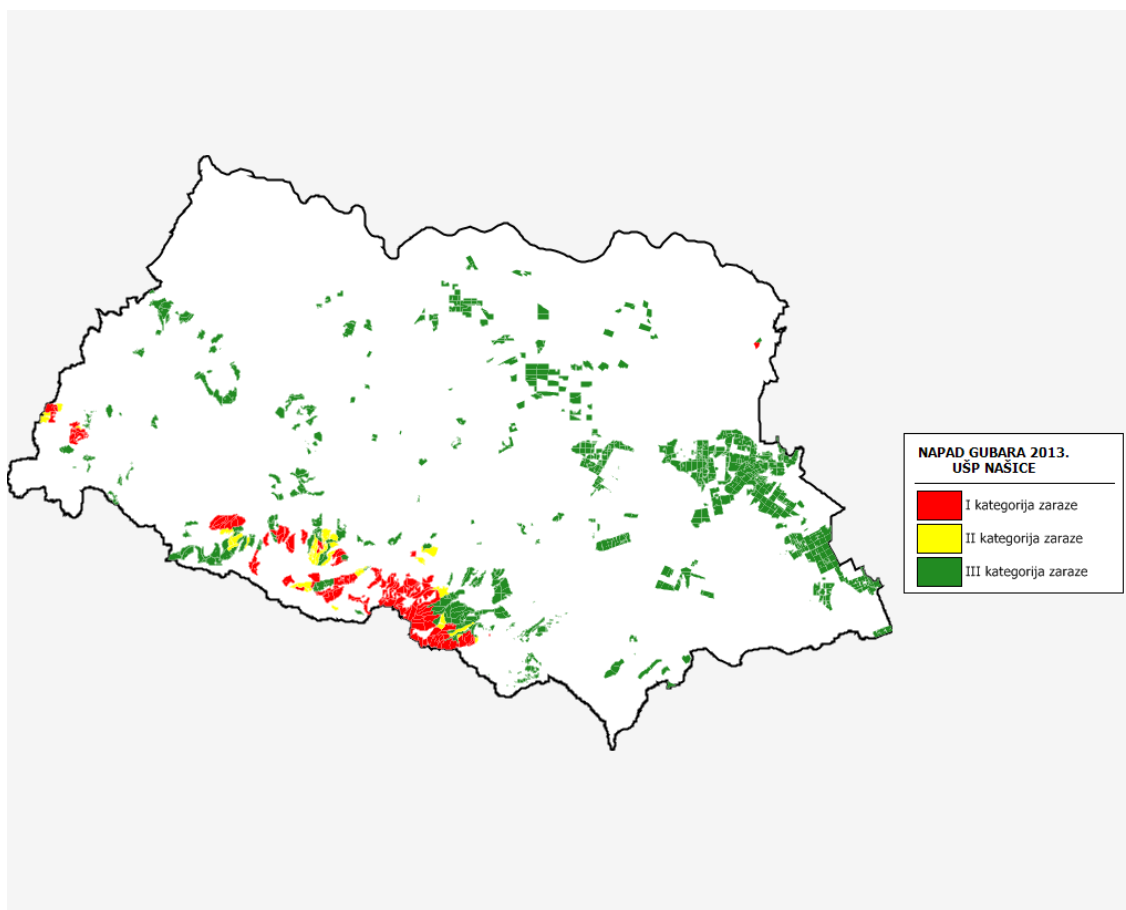 NAPAD GUBARA 2013.
UŠP NAŠICE
I kategorija zaraze
II kategorija zaraze
III kategorija zaraze